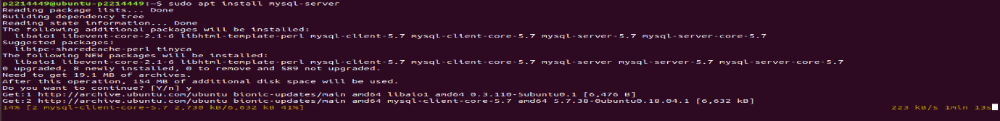 p2214449@ubuntu-p2214449:~$ sudo apt install mysql-server
Reading package lists... Done
Building dependency tree
Reading state information... Done
The following additional packages will be installed:
  libaio1 libevent-core-2.1-6 libhtml-template-perl mysql-client-5.7 mysql-client-core-5.7 mysql-server-5.7 mysql-server-core-5.7
Suggested packages:
  libipc-sharedcache-perl tinyca
The following NEW packages will be installed:
  libaio1 libevent-core-2.1-6 libhtml-template-perl mysql-client-5.7 mysql-client-core-5.7 mysql-server mysql-server-5.7 mysql-server-core-5.7
0 upgraded, 8 newly installed, 0 to remove and 589 not upgraded.
Need to get 19.1 MB of archives.
After this operation, 154 MB of additional disk space will be used.
Do you want to continue? [Y/n] y
Get:1 http://archive.ubuntu.com/ubuntu bionic-updates/main amd64 libaio1 amd64 0.3.110-5ubuntu0.1 [6,476 B]
Get:2 http://archive.ubuntu.com/ubuntu bionic-updates/main amd64 mysql-client-core-5.7 amd64 5.7.38-0ubuntu0.18.04.1 [6,632 kB]
14% [2 mysql-client-core-5.7 2,730 kB/6,632 kB 41%] 223 kB/s 1min 13s